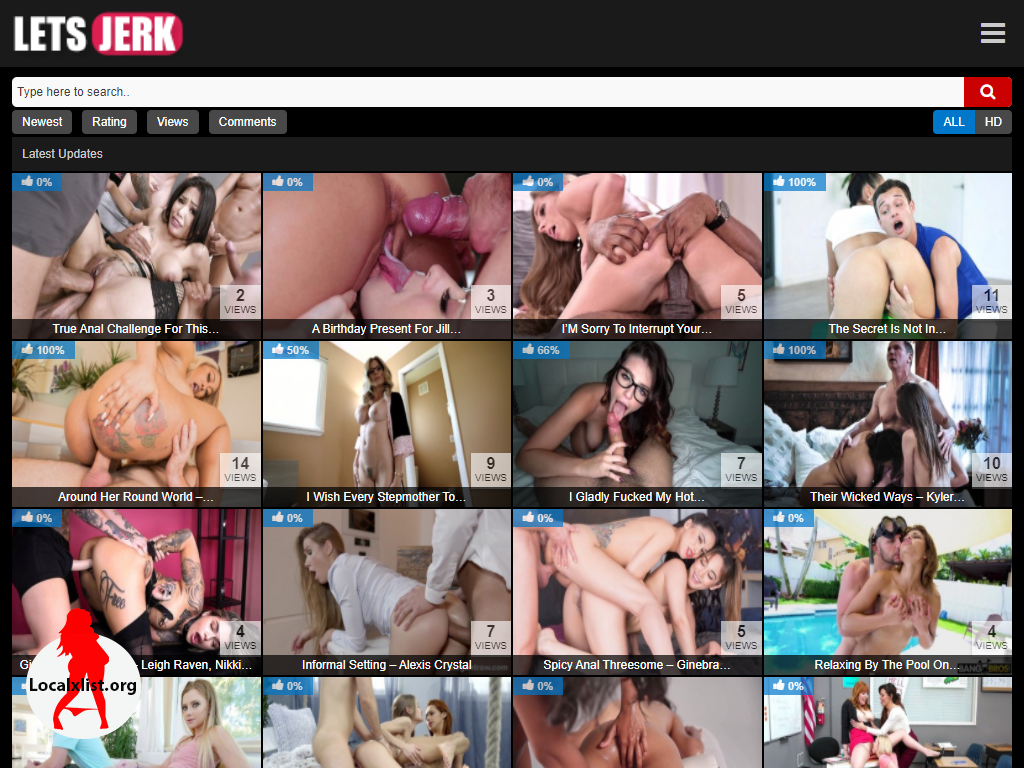 LETS JERK
Type here to search..
Newest Rating Views Comments ALL HD
Latest Updates
0% 0% 0% 100%
2 VIEWS 3 VIEWS 5 VIEWS 11 VIEWS
True Anal Challenge For This... A Birthday Present For Jill... I'M Sorry To Interrupt Your... The Secret Is Not In...
100% 50% 66% 100%
14 VIEWS 9 VIEWS 7 VIEWS 10 VIEWS
Around Her Round World –... I Wish Every Stepmother To... I Gladly Fucked My Hot... Their Wicked Ways – Kyler...
0% 0% 0% 0%
Free
4 VIEWS 7 VIEWS 5 VIEWS 4 VIEWS
– Leigh Raven, Nikki... Informal Setting – Alexis Crystal Spicy Anal Threesome – Ginebra... Relaxing By The Pool On...
0% 0% 0%
Localxlist.org